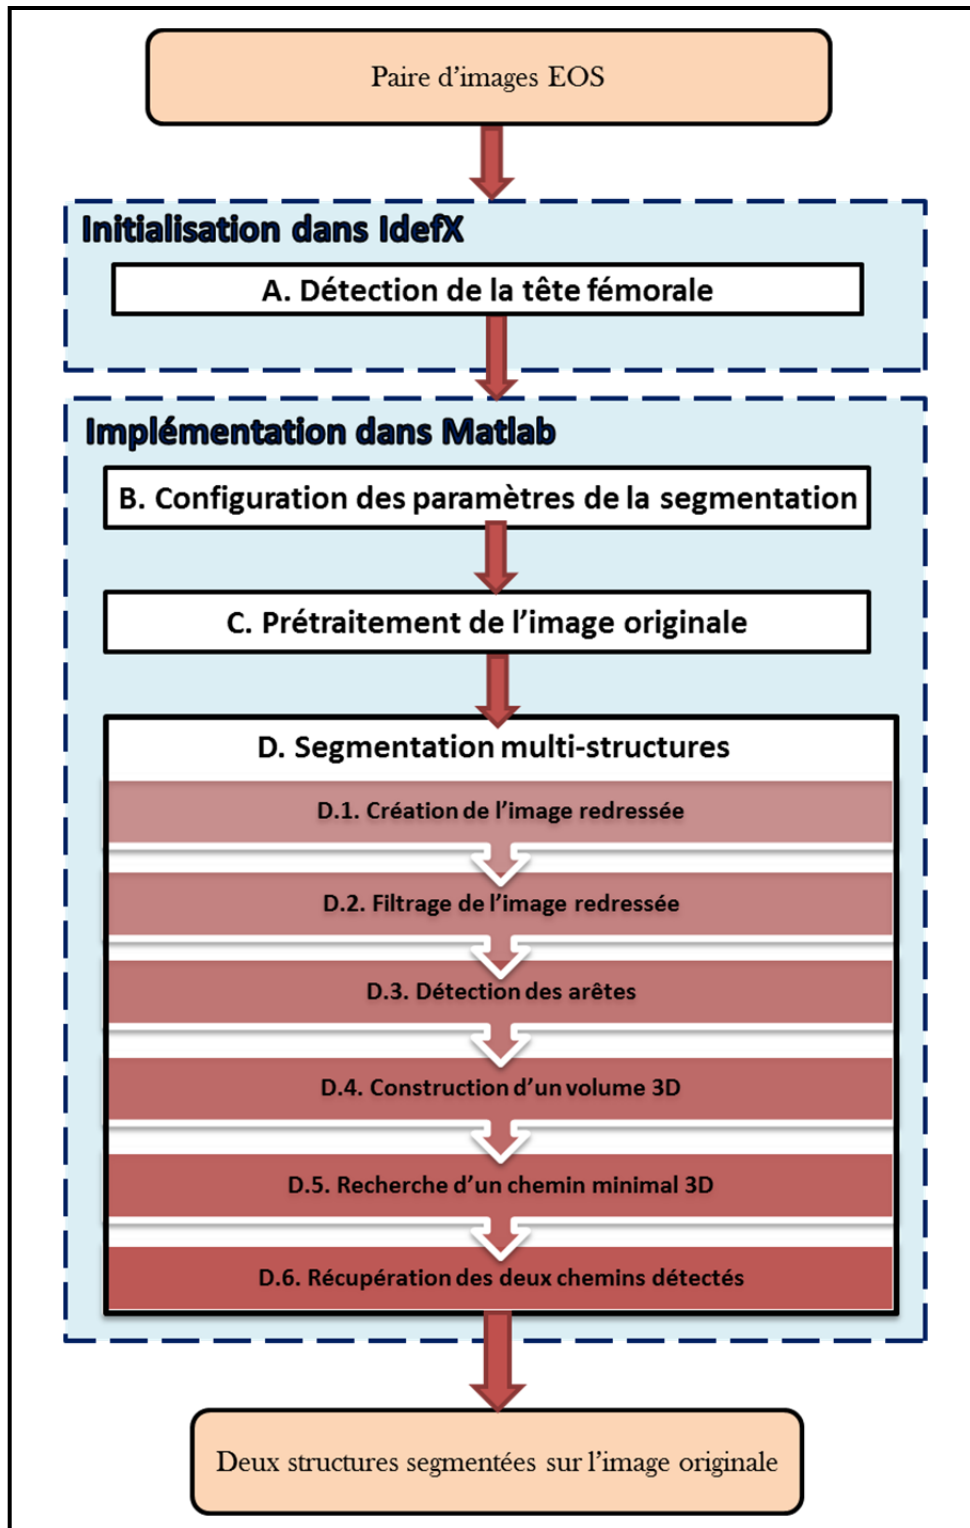 Paire d’images EOS
Initialisation dans IdefX
A. Détection de la tête fémorale
Implémentation dans Matlab
B. Configuration des paramètres de la segmentation
C. Prétraitement de l’image originale
D. Segmentation multi-structures
D.1. Création de l’image redressée
D.2. Filtrage de l’image redressée
D.3. Détection des arêtes
D.4. Construction d’un volume 3D
D.5. Recherche d’un chemin minimal 3D
D.6. Récupération des deux chemins détectés
Deux structures segmentées sur l’image originale